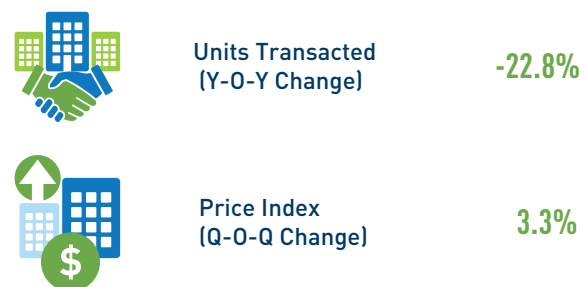 Units Transacted
(Y-O-Y Change)
-22.8%
Price Index
(Q-O-Q Change)
3.3%
$